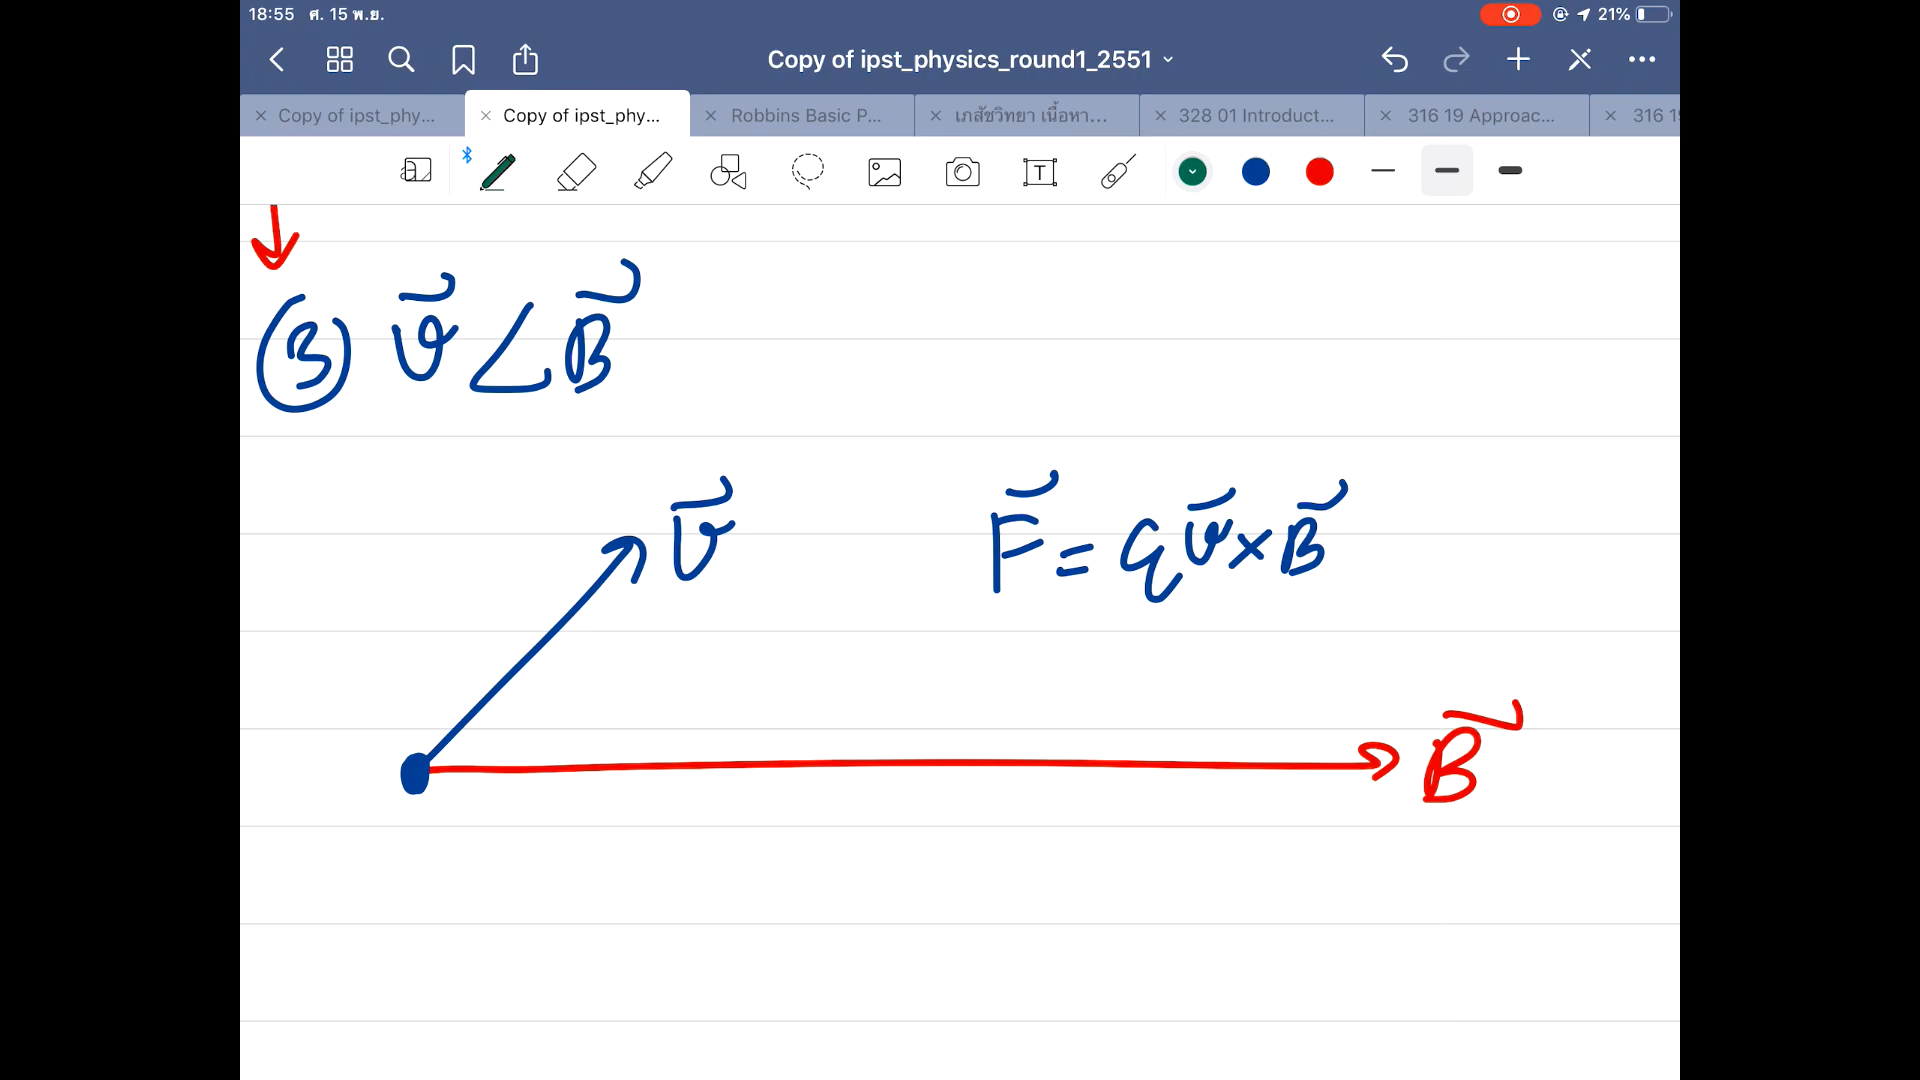 18:55 ศ. 15 พ.ย. 21%
Copy of ipst_physics_round1_2551
Copy of ipst_phy... Copy of ipst_phy... Robbins Basic P... เภสัชวิทยา เนื้อหา... 328 01 Introduct... 316 19 Approac... 316 1
T
(3) v⃗ ∠ B⃗
v⃗
F⃗ = q v⃗ × B⃗
B⃗